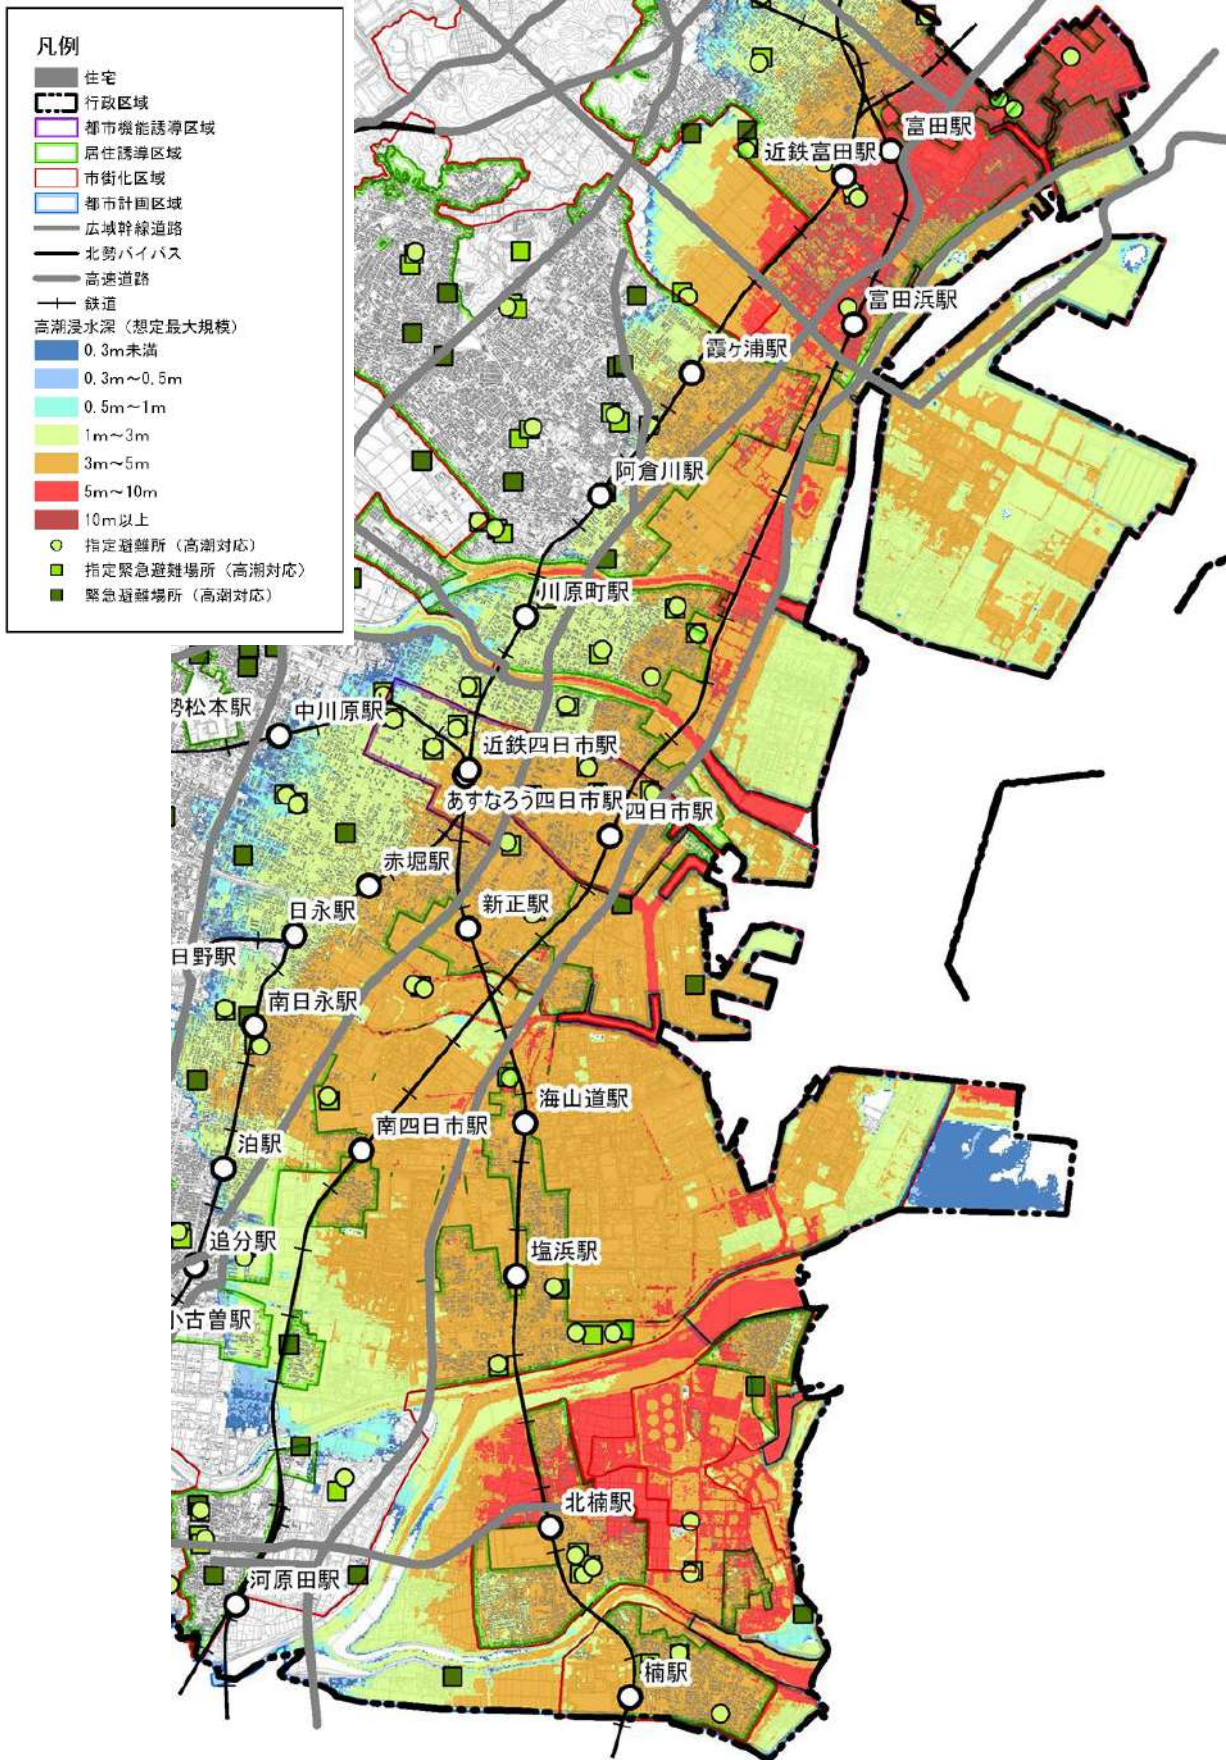 凡例
住宅
行政区域
都市機能誘導区域
居住誘導区域
市街化区域
都市計画区域
広域幹線道路
北勢バイパス
高速道路
鉄道
高潮浸水深（想定最大規模）
0.3m未満
0.3m～0.5m
0.5m～1m
1m～3m
3m～5m
5m～10m
10m以上
指定避難所（高潮対応）
指定緊急避難場所（高潮対応）
緊急避難場所（高潮対応）
富田駅
近鉄富田駅
富田浜駅
霞ヶ浦駅
阿倉川駅
川原町駅
勢松本駅
中川原駅
近鉄四日市駅
あすなろう四日市駅
四日市駅
赤堀駅
新正駅
日永駅
日野駅
南日永駅
海山道駅
南四日市駅
泊駅
追分駅
塩浜駅
小古曽駅
北楠駅
河原田駅
楠駅